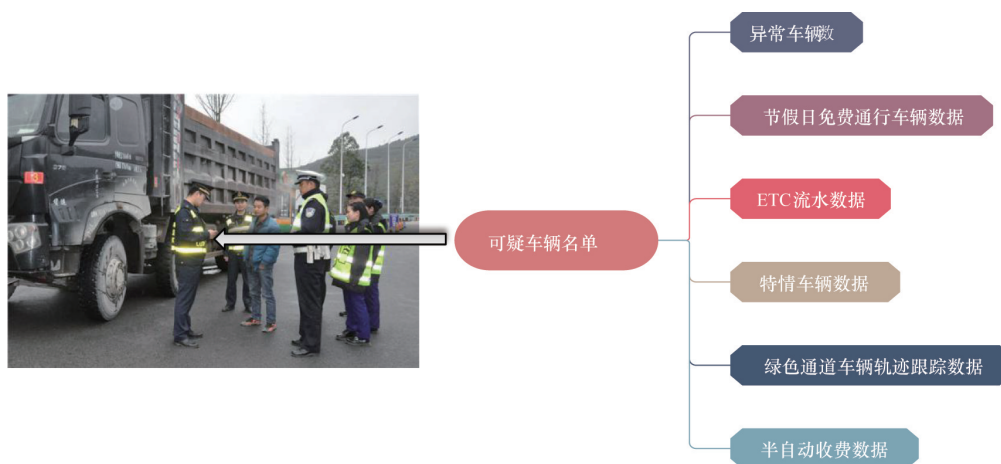 异常车辆数
节假日免费通行车辆数据
ETC流水数据
可疑车辆名单
特情车辆数据
绿色通道车辆轨迹跟踪数据
半自动收费数据